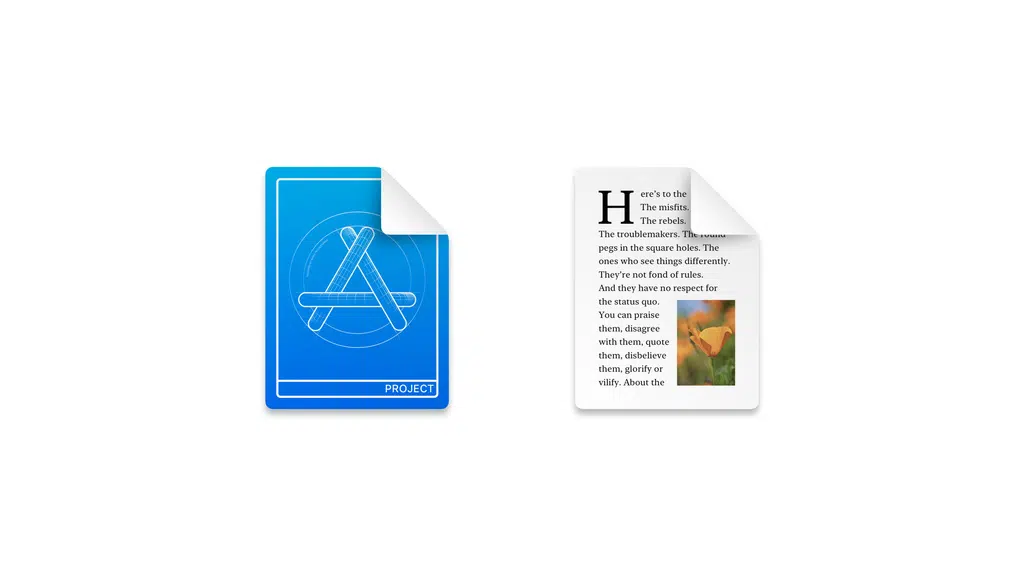 PROJECT
Here's to the
The misfits.
The rebels.
The troublemakers. The round
pegs in the square holes. The
ones who see things differently.
They're not fond of rules.
And they have no respect for
the status quo.
You can praise
them, disagree
with them, quote
them, disbelieve
them, glorify or
vilify. About the